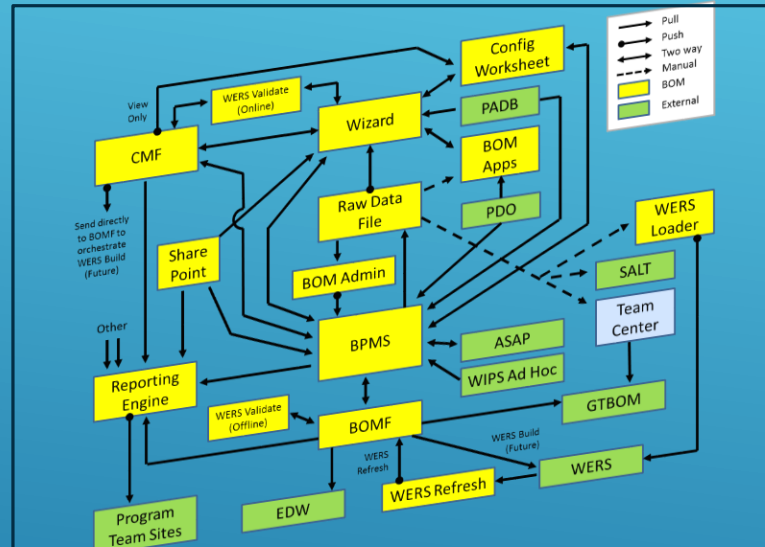 Config
Worksheet
Pull
Push
Two way
Manual
BOM
External
WERS Validate
(Online)
View
Only
Wizard
PADB
CMF
BOM
Apps
Raw Data
File
PDO
WERS
Loader
Send directly
to BOMF to
orchestrate
WERS Build
(Future)
Share
Point
BOM Admin
SALT
Team
Center
Other
BPMS
ASAP
WIPS Ad Hoc
Reporting
Engine
WERS Validate
(Offline)
BOMF
GTBOM
WERS Build
(Future)
WERS
Refresh
WERS
WERS Refresh
EDW
Program
Team Sites